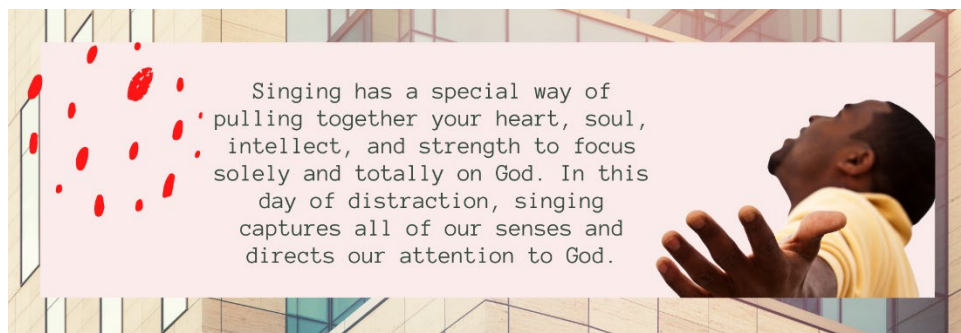 Singing has a special way of
pulling together your heart, soul,
intellect, and strength to focus
solely and totally on God. In this
day of distraction, singing
captures all of our senses and
directs our attention to God.